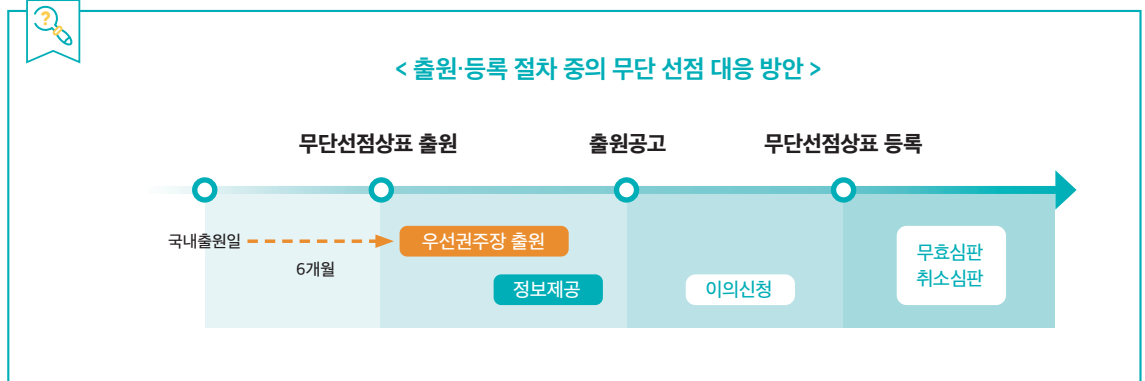 < 출원·등록 절차 중의 무단 선점 대응 방안 >
무단선점상표 출원
출원공고
무단선점상표 등록
국내출원일
6개월
우선권주장 출원
정보제공
이의신청
무효심판
취소심판